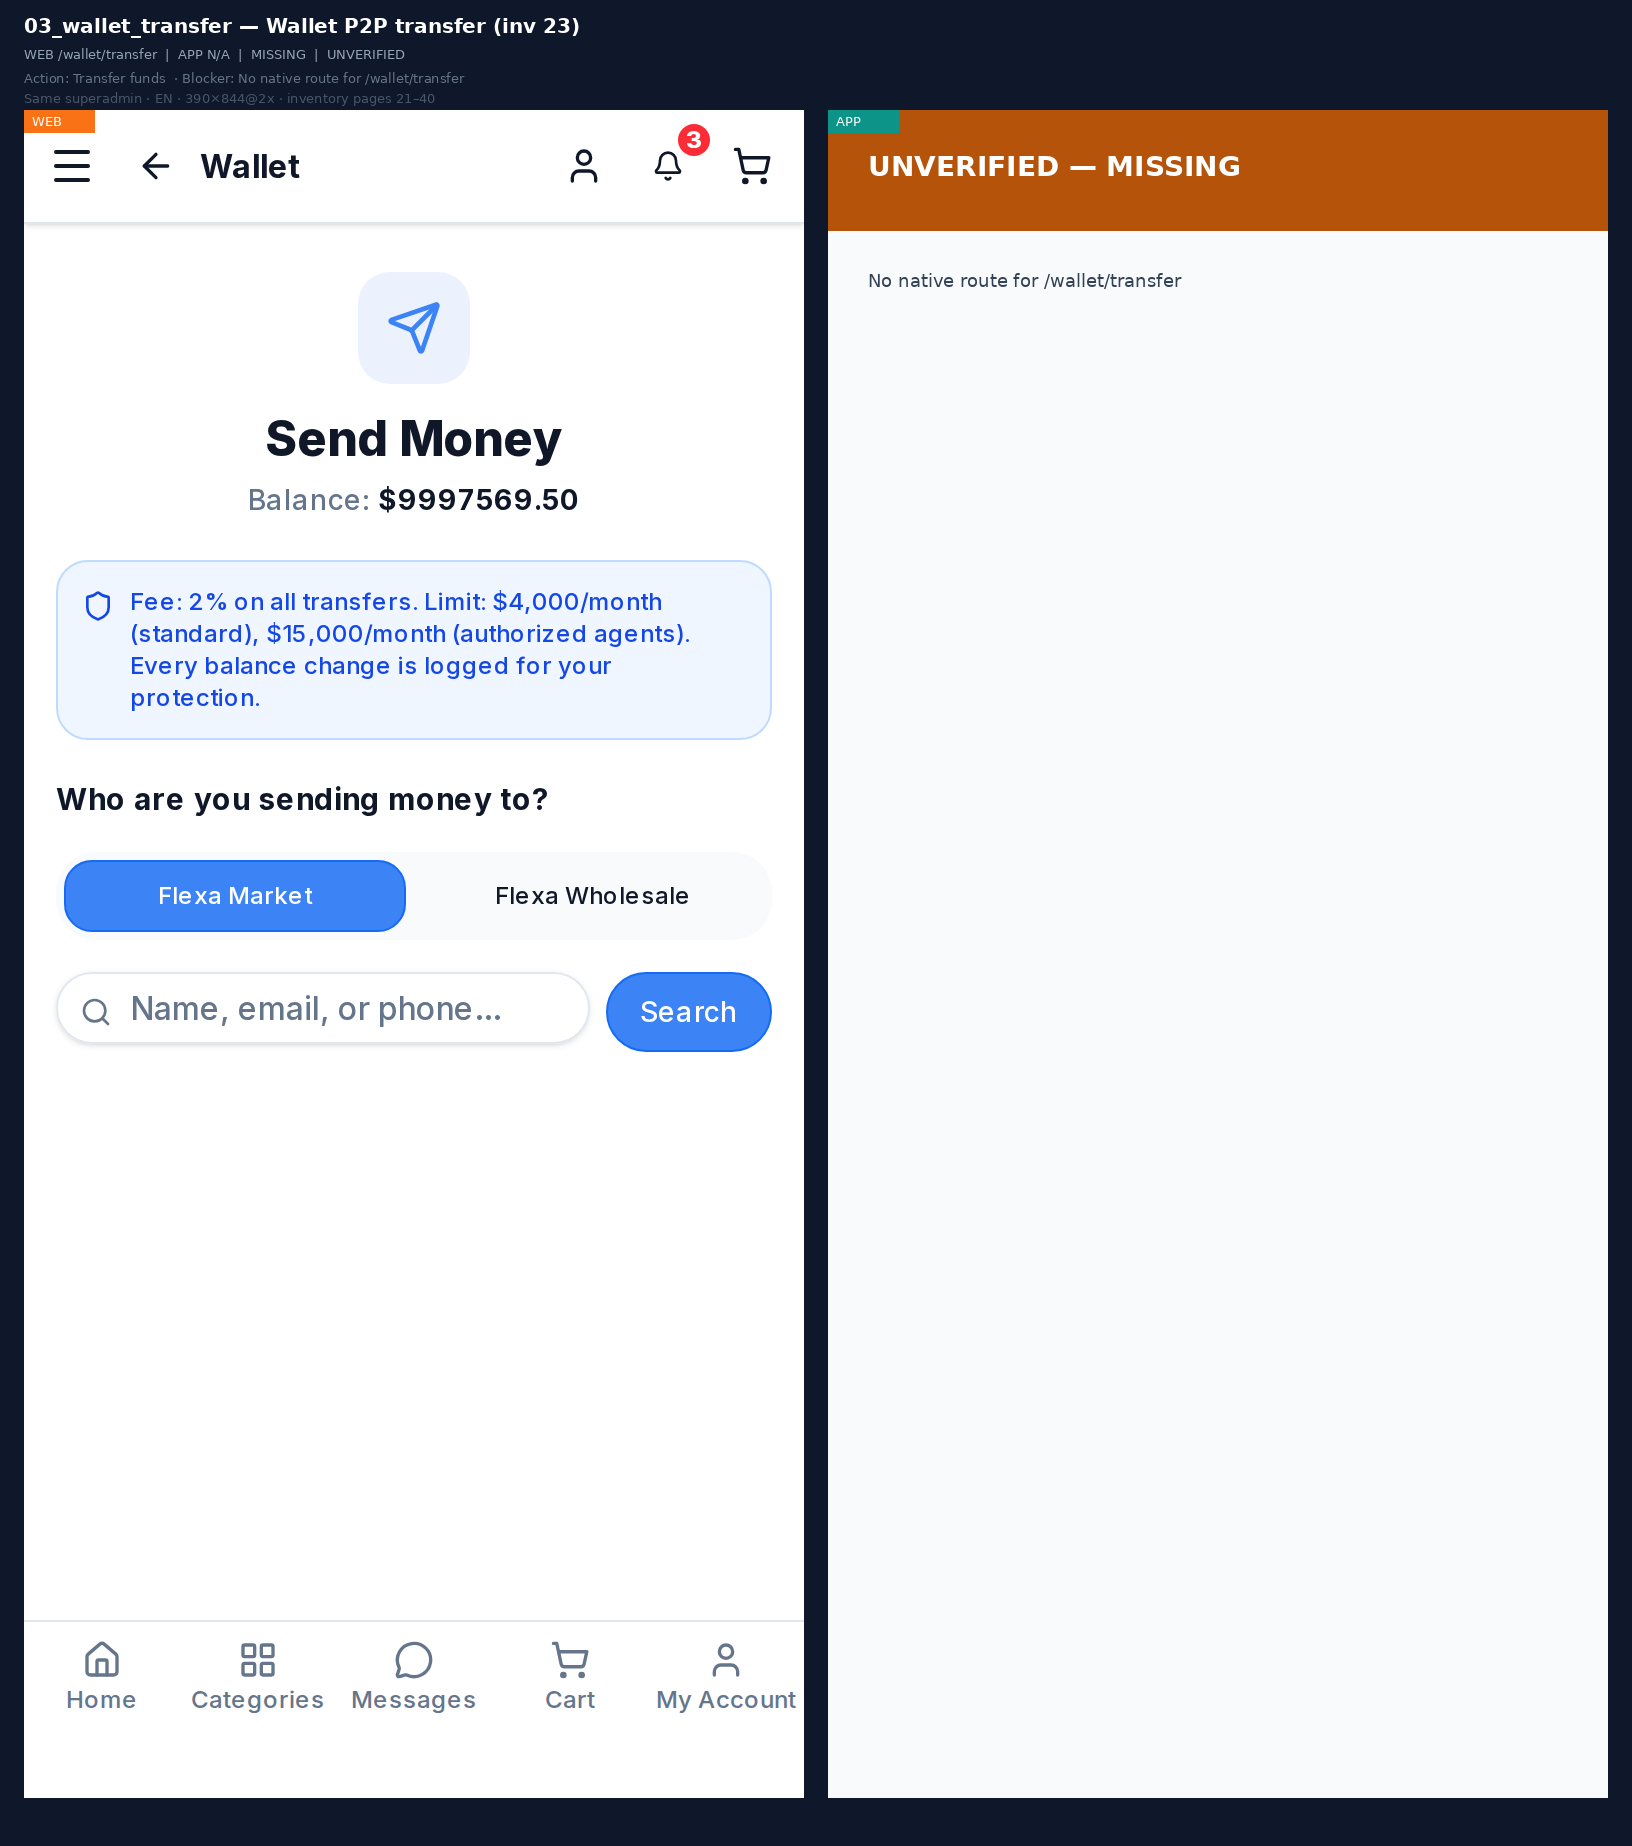 03_wallet_transfer — Wallet P2P transfer (inv 23)
WEB /wallet/transfer | APP N/A | MISSING | UNVERIFIED
Action: Transfer funds · Blocker: No native route for /wallet/transfer
Same superadmin · EN · 390×844@2x · inventory pages 21–40
WEB
Wallet
3
Send Money
Balance: $9997569.50
Fee: 2% on all transfers. Limit: $4,000/month
(standard), $15,000/month (authorized agents).
Every balance change is logged for your
protection.
Who are you sending money to?
Flexa Market
Flexa Wholesale
Name, email, or phone...
Search
Home
Categories
Messages
Cart
My Account
APP
UNVERIFIED — MISSING
No native route for /wallet/transfer